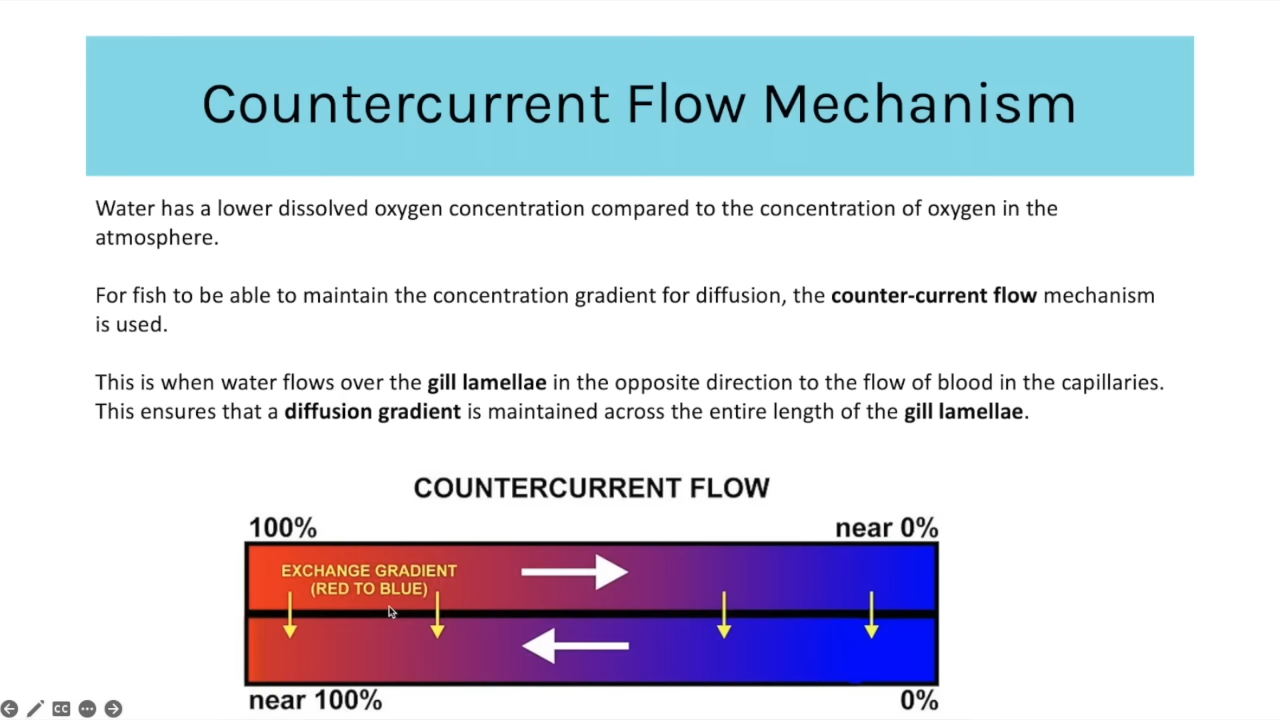 Countercurrent Flow Mechanism
Water has a lower dissolved oxygen concentration compared to the concentration of oxygen in the
atmosphere.
For fish to be able to maintain the concentration gradient for diffusion, the counter-current flow mechanism
is used.
This is when water flows over the gill lamellae in the opposite direction to the flow of blood in the capillaries.
This ensures that a diffusion gradient is maintained across the entire length of the gill lamellae.
COUNTERCURRENT FLOW
100%
near 0%
EXCHANGE GRADIENT
(RED TO BLUE)
near 100%
0%
CC